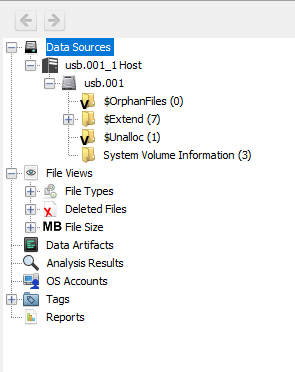 Data Sources
usb.001_1 Host
usb.001
$OrphanFiles (0)
$Extend (7)
$Unalloc (1)
System Volume Information (3)
File Views
File Types
Deleted Files
MB File Size
Data Artifacts
Analysis Results
OS Accounts
Tags
Reports